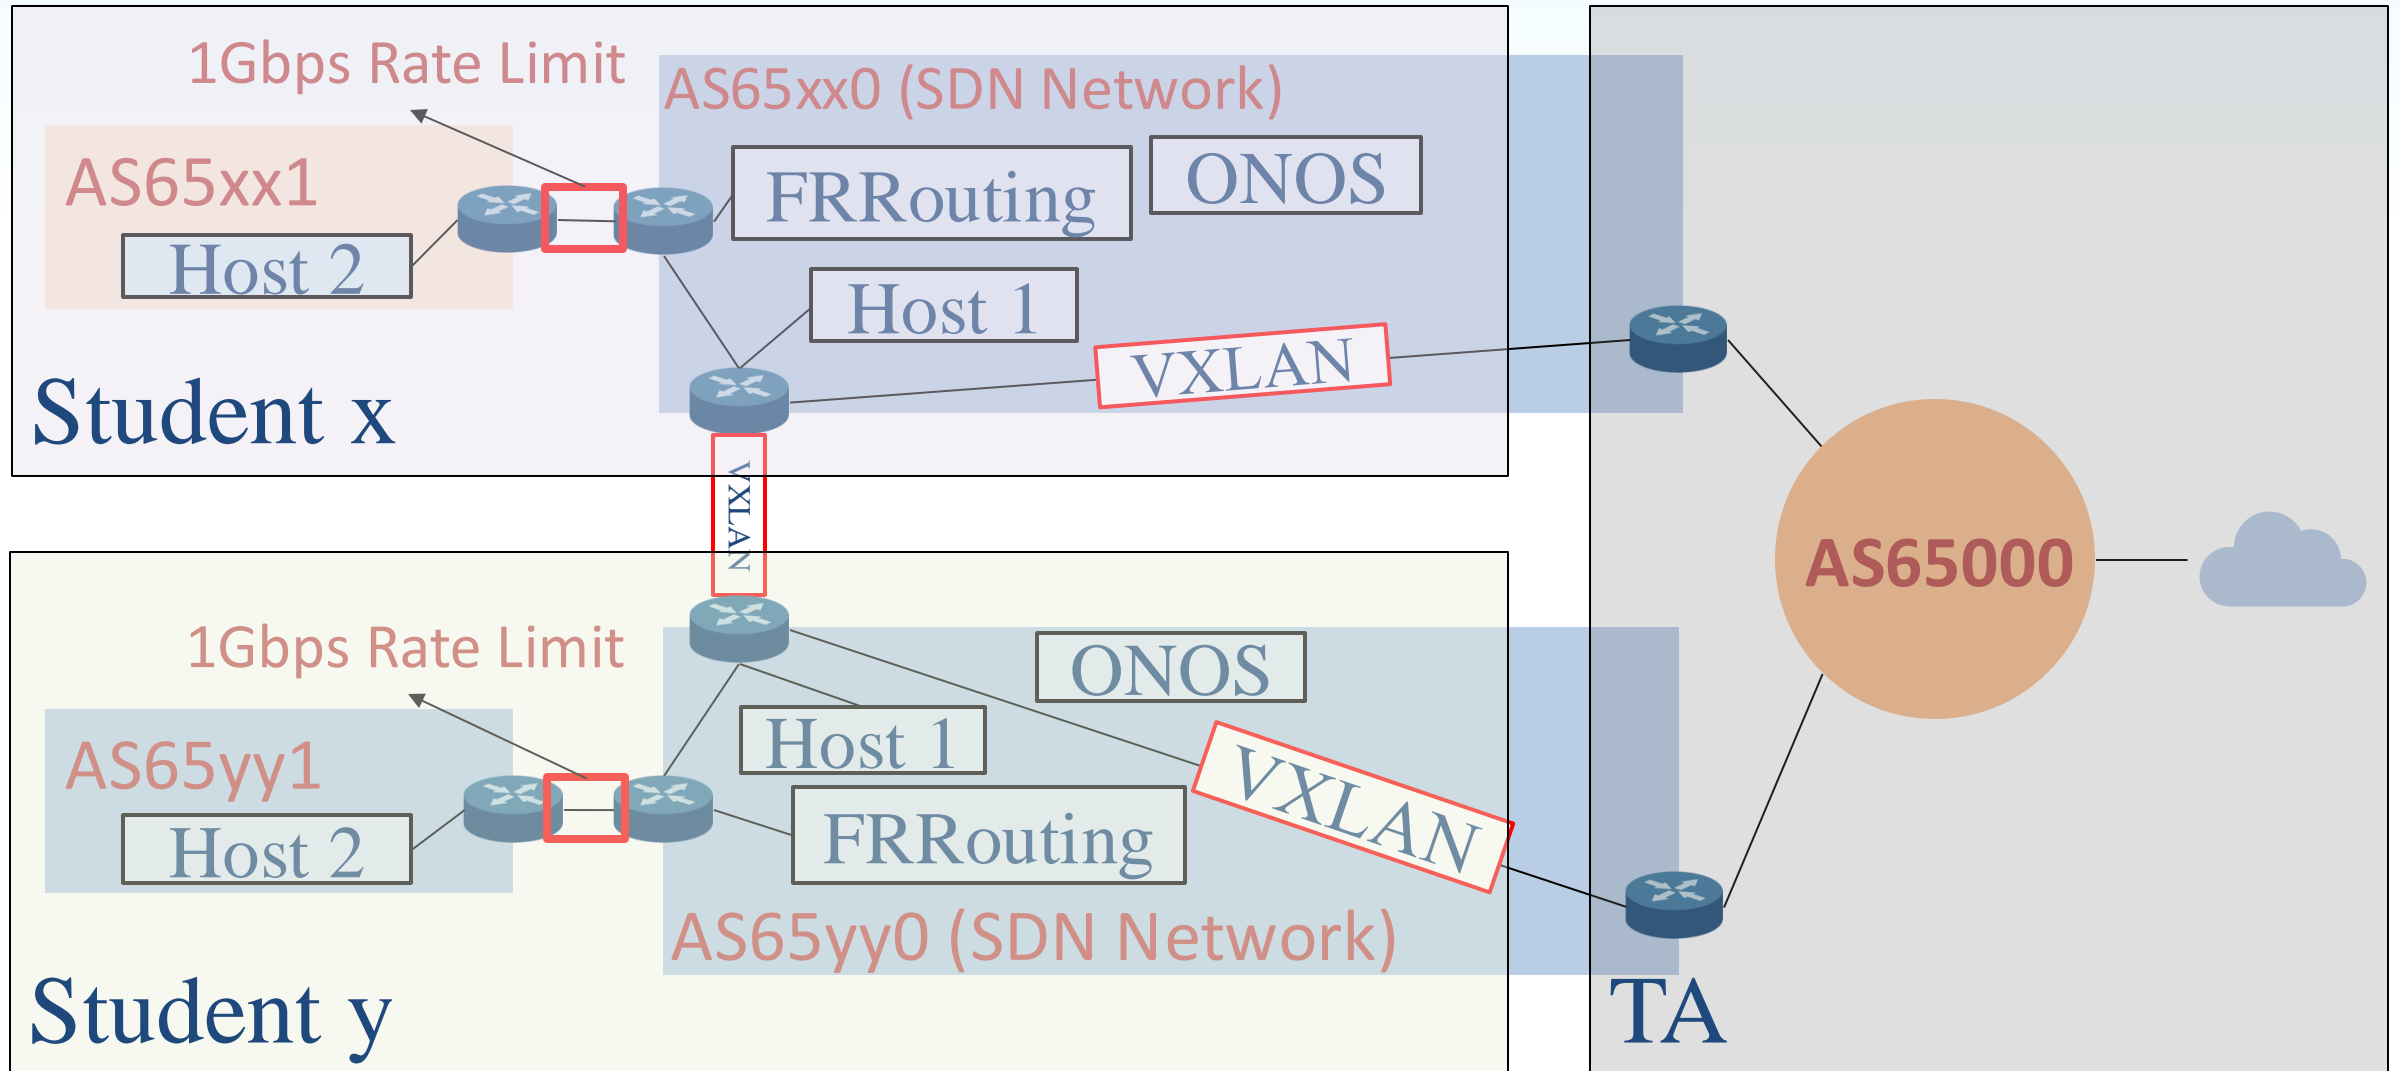 1Gbps Rate Limit
AS65xx0 (SDN Network)
AS65xx1
FRRouting
ONOS
Host 2
Host 1
VXLAN
Student x
VXLAN
AS65000
1Gbps Rate Limit
ONOS
AS65yy1
Host 1
VXLAN
Host 2
FRRouting
AS65yy0 (SDN Network)
Student y
TA